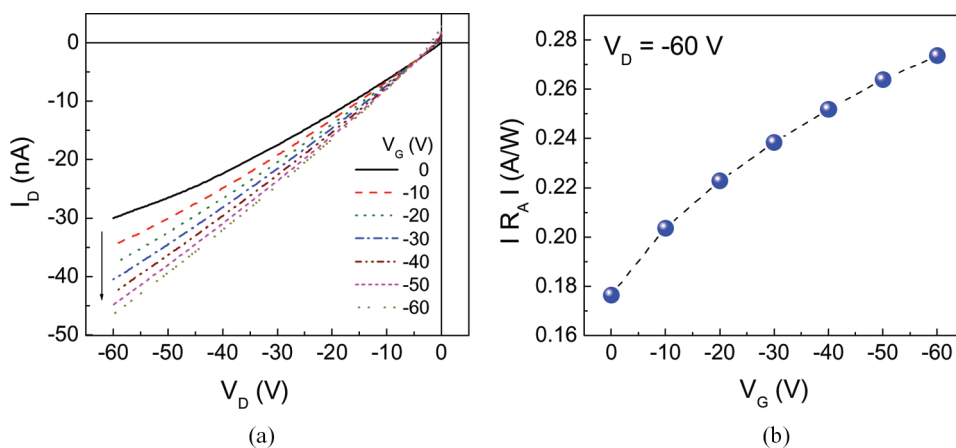 0
-10
-20
-30
-40
-50
I_D (nA)
V_G (V)
0
-10
-20
-30
-40
-50
-60
-60 -50 -40 -30 -20 -10 0
V_D (V)
(a)
0.28
0.26
0.24
0.22
0.20
0.18
0.16
I R_A I (A/W)
V_D = -60 V
0 -10 -20 -30 -40 -50 -60
V_G (V)
(b)